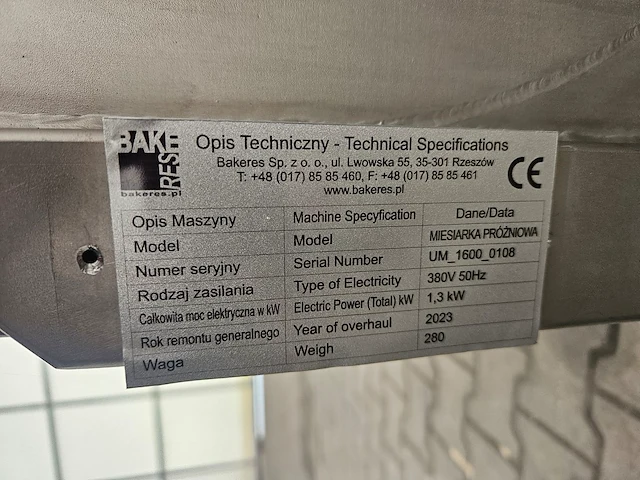 BAKE
RES
bakeres.pl
Opis Techniczny - Technical Specifications
Bakeres Sp. z o. o., ul. Lwowska 55, 35-301 Rzeszów
T: +48 (017) 85 85 460, F: +48 (017) 85 85 461
www.bakeres.pl
CE
Opis Maszyny Machine Specyfication Dane/Data
Model Model MIESIARKA PRÓŻNIOWA
Numer seryjny Serial Number UM_1600_0108
Rodzaj zasilania Type of Electricity 380V 50Hz
Całkowita moc elektryczna w kW Electric Power (Total) kW 1,3 kW
Rok remontu generalnego Year of overhaul 2023
Waga Weigh 280